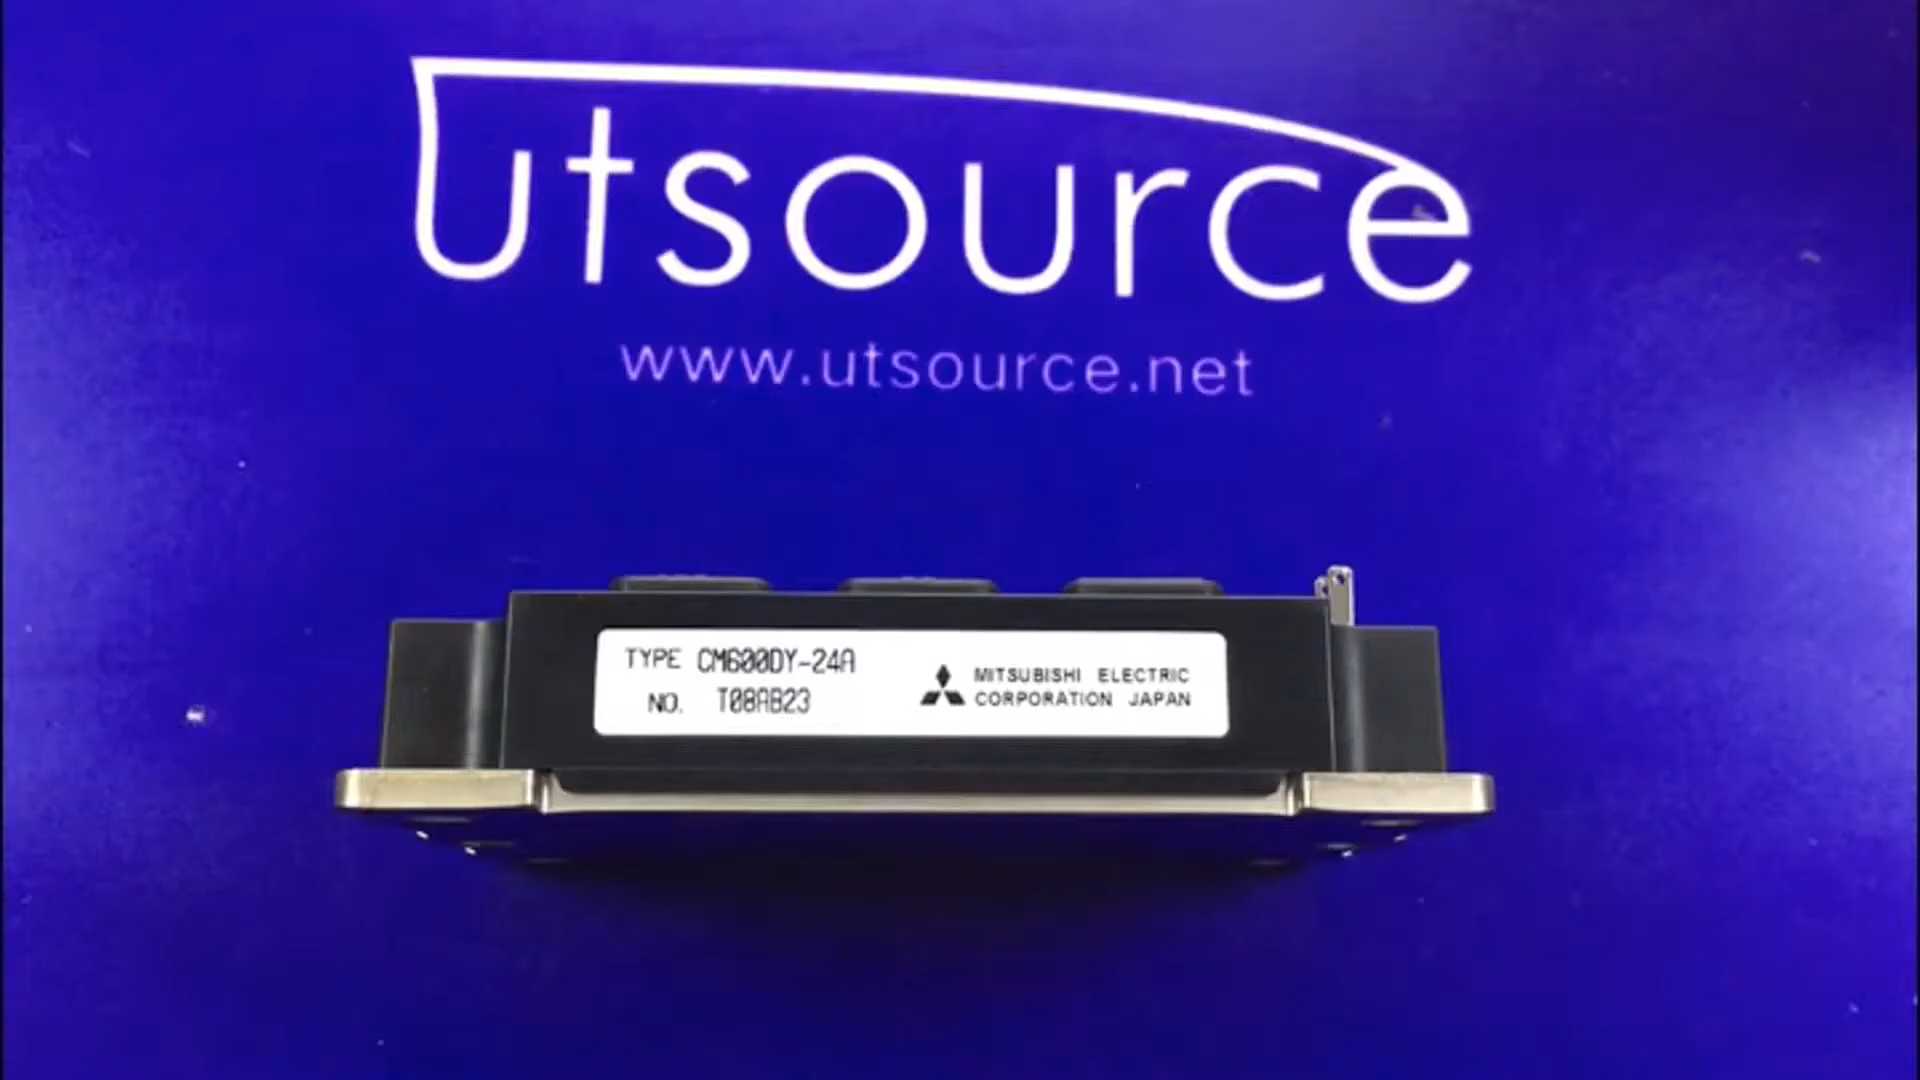 utsource
www.utsource.net
TYPE CM600DY-24A
NO. T08AB23
MITSUBISHI ELECTRIC
CORPORATION JAPAN